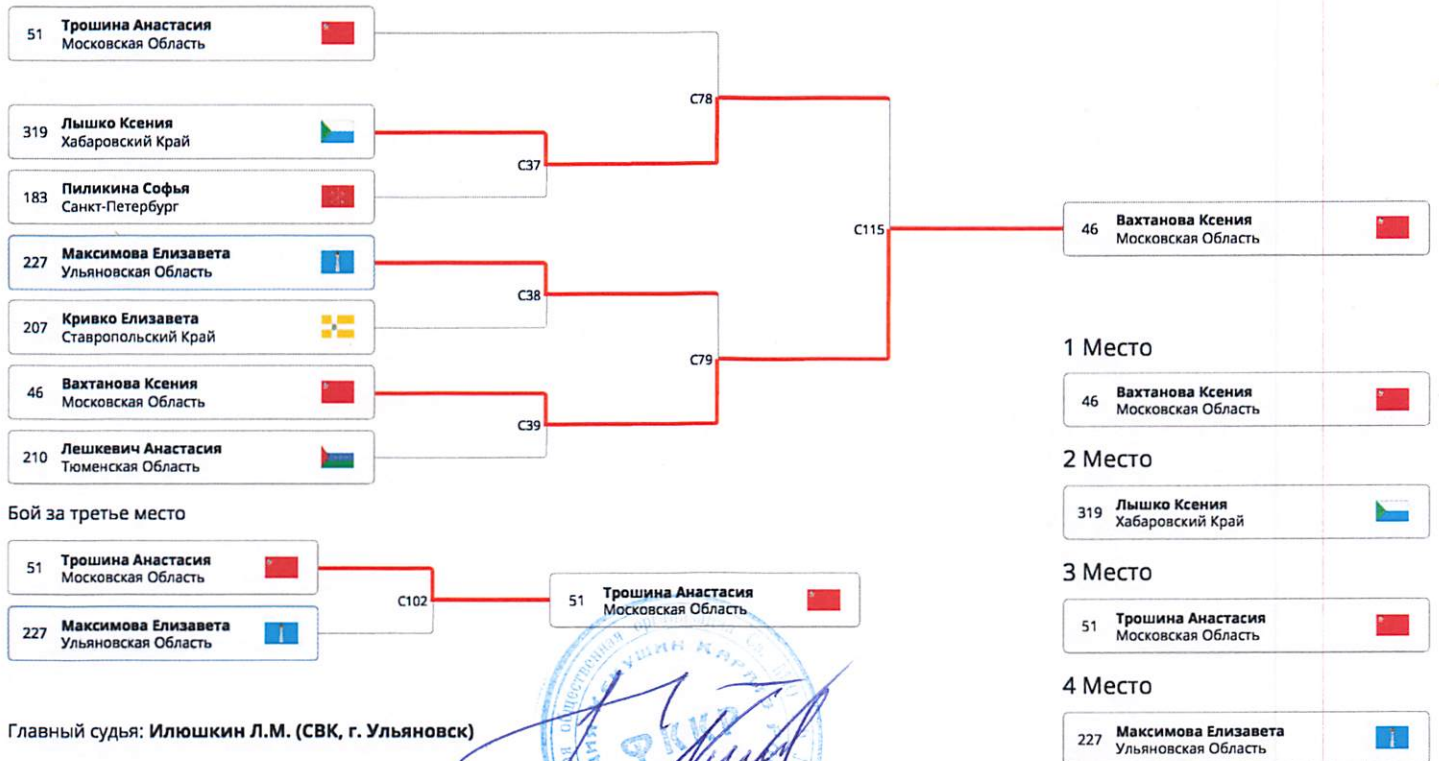 51 Трошина Анастасия
Московская Область
319 Лышко Ксения
Хабаровский Край
183 Пиликина Софья
Санкт-Петербург
227 Максимова Елизавета
Ульяновская Область
207 Кривко Елизавета
Ставропольский Край
46 Вахтанова Ксения
Московская Область
210 Лешкевич Анастасия
Тюменская Область
C37
C38
C39
C78
C79
C115
46 Вахтанова Ксения
Московская Область
Бой за третье место
51 Трошина Анастасия
Московская Область
227 Максимова Елизавета
Ульяновская Область
C102
51 Трошина Анастасия
Московская Область
1 Место
46 Вахтанова Ксения
Московская Область
2 Место
319 Лышко Ксения
Хабаровский Край
3 Место
51 Трошина Анастасия
Московская Область
4 Место
227 Максимова Елизавета
Ульяновская Область
Главный судья: Илюшкин Л.М. (СВК, г. Ульяновск)